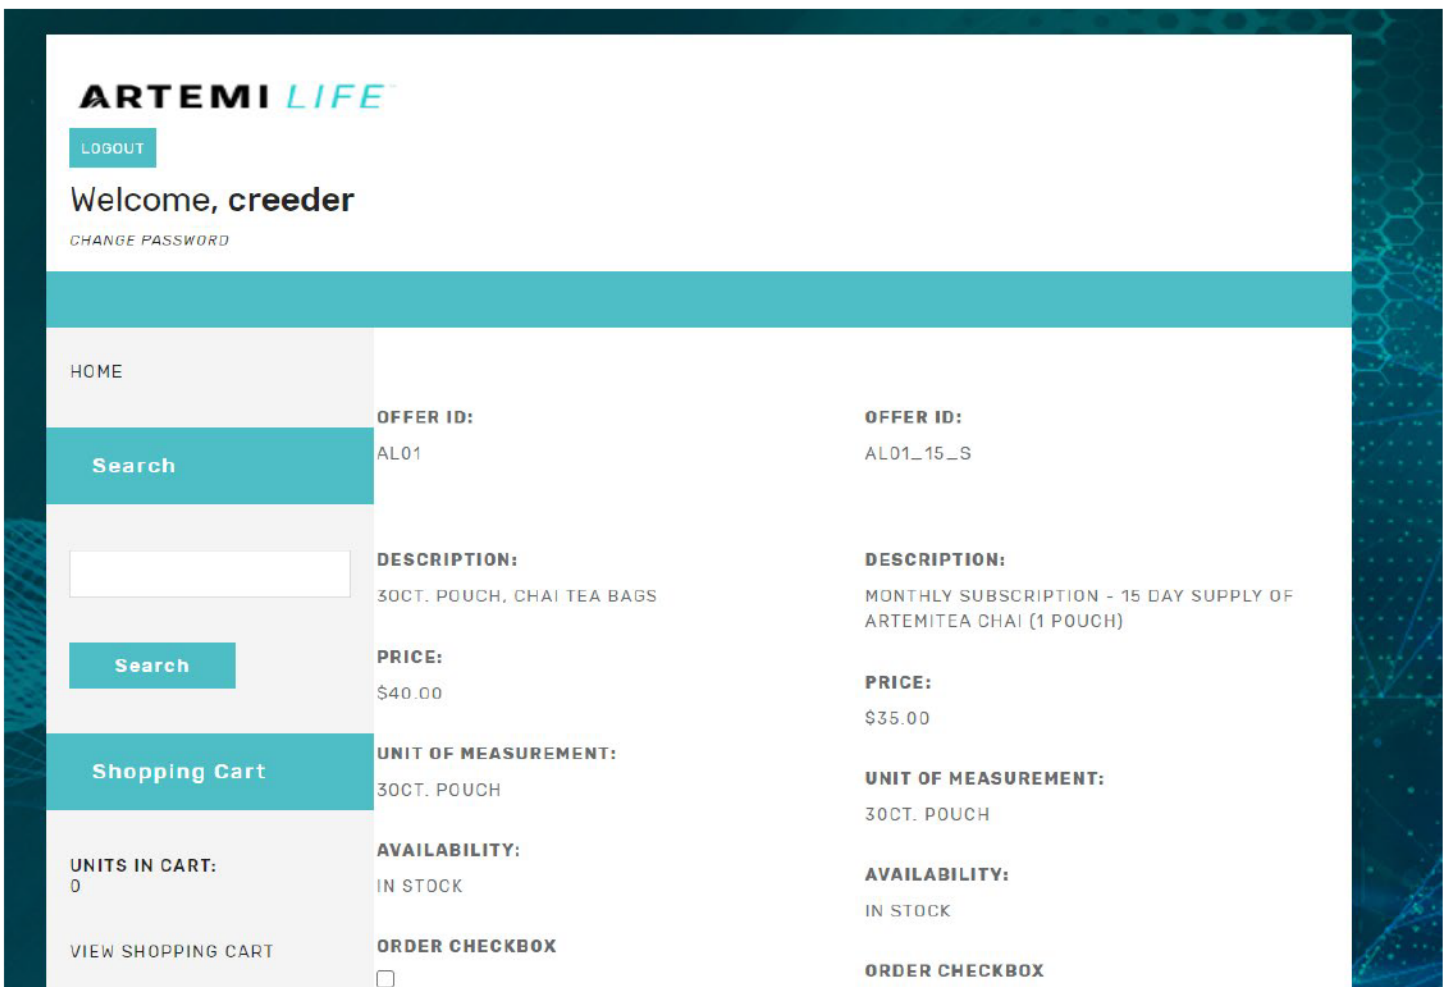 ARTEMI LIFE™
LOGOUT
Welcome, creeder
CHANGE PASSWORD
HOME
Search
Search
Shopping Cart
UNITS IN CART:
0
VIEW SHOPPING CART
OFFER ID:
AL01
DESCRIPTION:
30CT. POUCH, CHAI TEA BAGS
PRICE:
$40.00
UNIT OF MEASUREMENT:
30CT. POUCH
AVAILABILITY:
IN STOCK
ORDER CHECKBOX
OFFER ID:
AL01_15_S
DESCRIPTION:
MONTHLY SUBSCRIPTION - 15 DAY SUPPLY OF
ARTEMITEA CHAI (1 POUCH)
PRICE:
$35.00
UNIT OF MEASUREMENT:
30CT. POUCH
AVAILABILITY:
IN STOCK
ORDER CHECKBOX